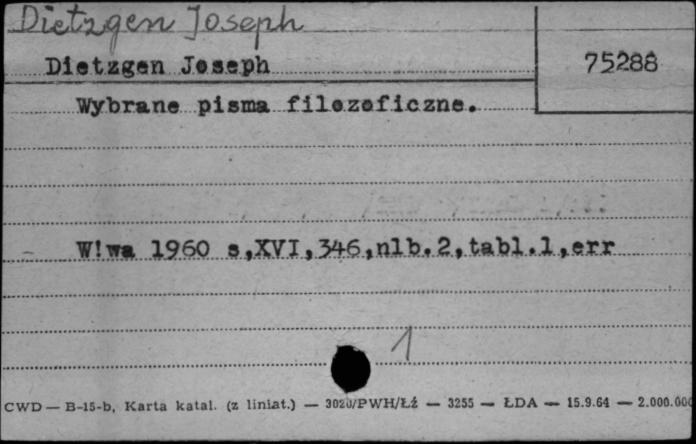 Dietzgen Joseph
Dietzgen Joseph
75288
Wybrane pisma filozoficzne.
W!wa 1960 s,XVI,346,nlb.2,tabl.1,err
1
CWD — B-15-b, Karta katal. (z liniat.) — 3020/PWH/Łź — 3255 — ŁDA — 15.9.64 — 2.000.000